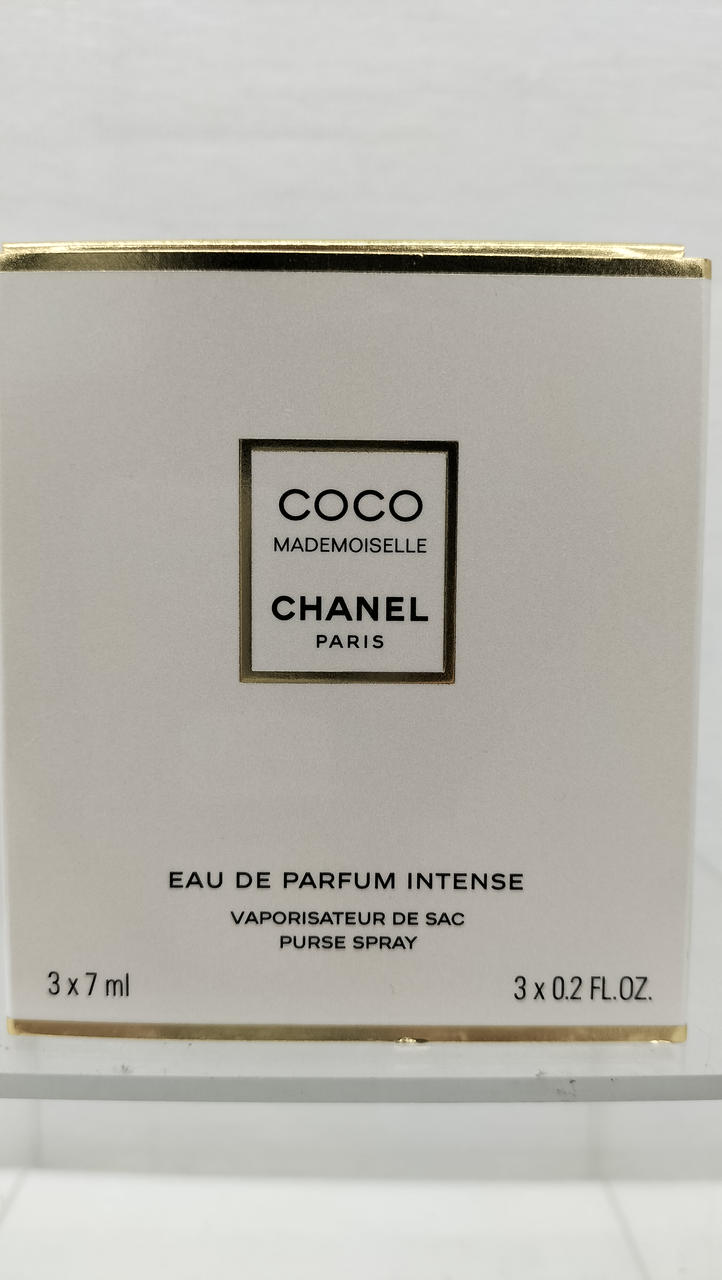 COCO
MADEMOISELLE
CHANEL
PARIS
EAU DE PARFUM INTENSE
VAPORISATEUR DE SAC
PURSE SPRAY
3 x 7 ml
3 x 0.2 FL.OZ.